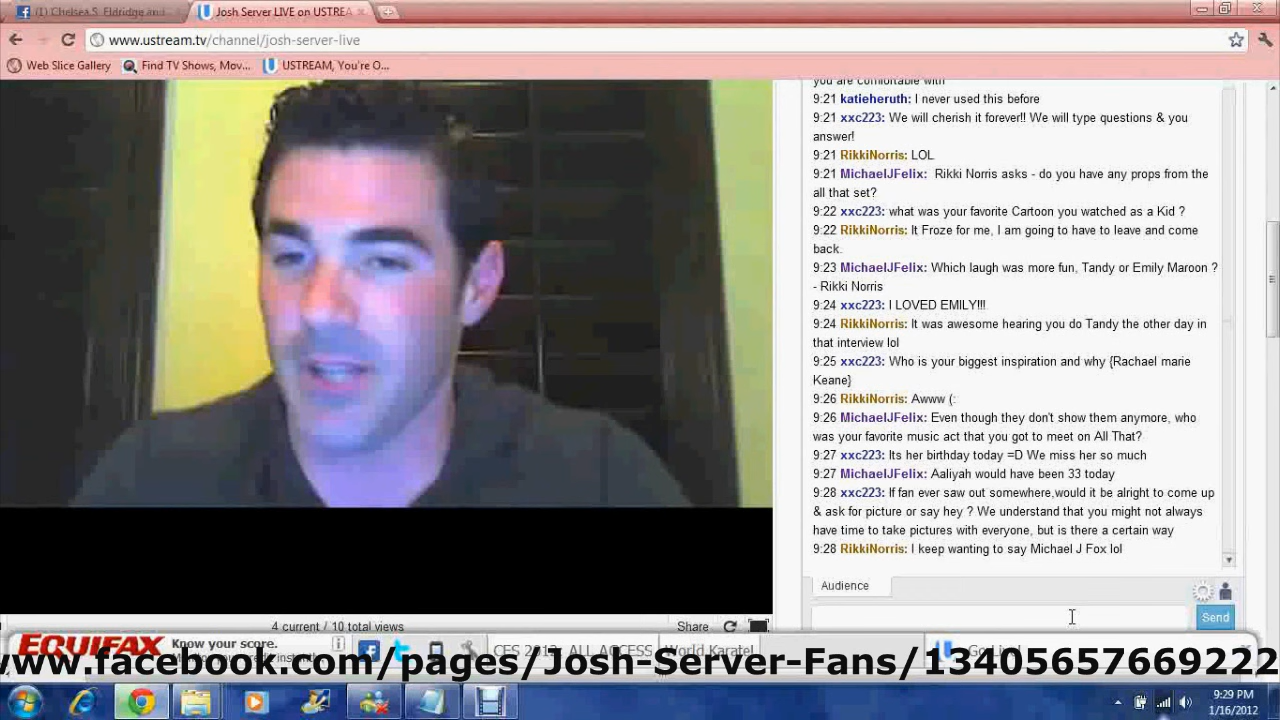 (1) Chelsea S. Eldridge and
Josh Server LIVE on USTREA
www.ustream.tv/channel/josh-server-live
Web Slice Gallery
Find TV Shows, Mov...
USTREAM, You're O...
you are comfortable with
9:21 katieheruth: I never used this before
9:21 xxc223: We will cherish it forever!! We will type questions & you
answer!
9:21 RikkiNorris: LOL
9:21 MichaelJFelix: Rikki Norris asks - do you have any props from the
all that set?
9:22 xxc223: what was your favorite Cartoon you watched as a Kid ?
9:22 RikkiNorris: It Froze for me, I am going to have to leave and come
back.
9:23 MichaelJFelix: Which laugh was more fun, Tandy or Emily Maroon ?
- Rikki Norris
9:24 xxc223: I LOVED EMILY!!!
9:24 RikkiNorris: It was awesome hearing you do Tandy the other day in
that interview lol
9:25 xxc223: Who is your biggest inspiration and why {Rachael marie
Keane}
9:26 RikkiNorris: Awww (:
9:26 MichaelJFelix: Even though they don't show them anymore, who
was your favorite music act that you got to meet on All That?
9:27 xxc223: Its her birthday today =D We miss her so much
9:27 MichaelJFelix: Aaliyah would have been 33 today
9:28 xxc223: If fan ever saw out somewhere,would it be alright to come up
& ask for picture or say hey ? We understand that you might not always
have time to take pictures with everyone, but is there a certain way
9:28 RikkiNorris: I keep wanting to say Michael J Fox lol
Audience
Send
4 current / 10 total views
Share
EQUIFAX
Know your score.
CES 2012: ALL ACCESS
World Karate!
www.facebook.com/pages/Josh-Server-Fans/13405657669222
9:29 PM
1/16/2012